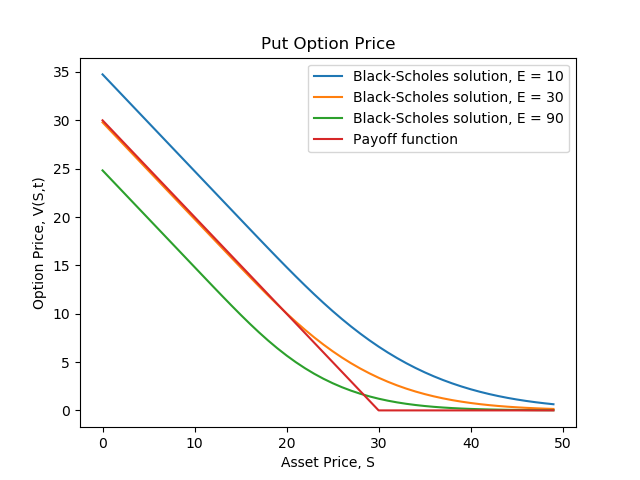 Put Option Price
Black-Scholes solution, E = 10
Black-Scholes solution, E = 30
Black-Scholes solution, E = 90
Payoff function
Option Price, V(S,t)
35
30
25
20
15
10
5
0
0 10 20 30 40 50
Asset Price, S